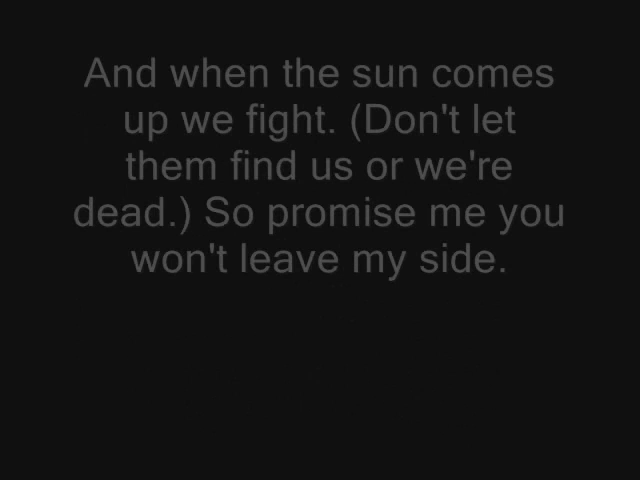 And when the sun comes
up we fight. (Don't let
them find us or we're
dead.) So promise me you
won't leave my side.